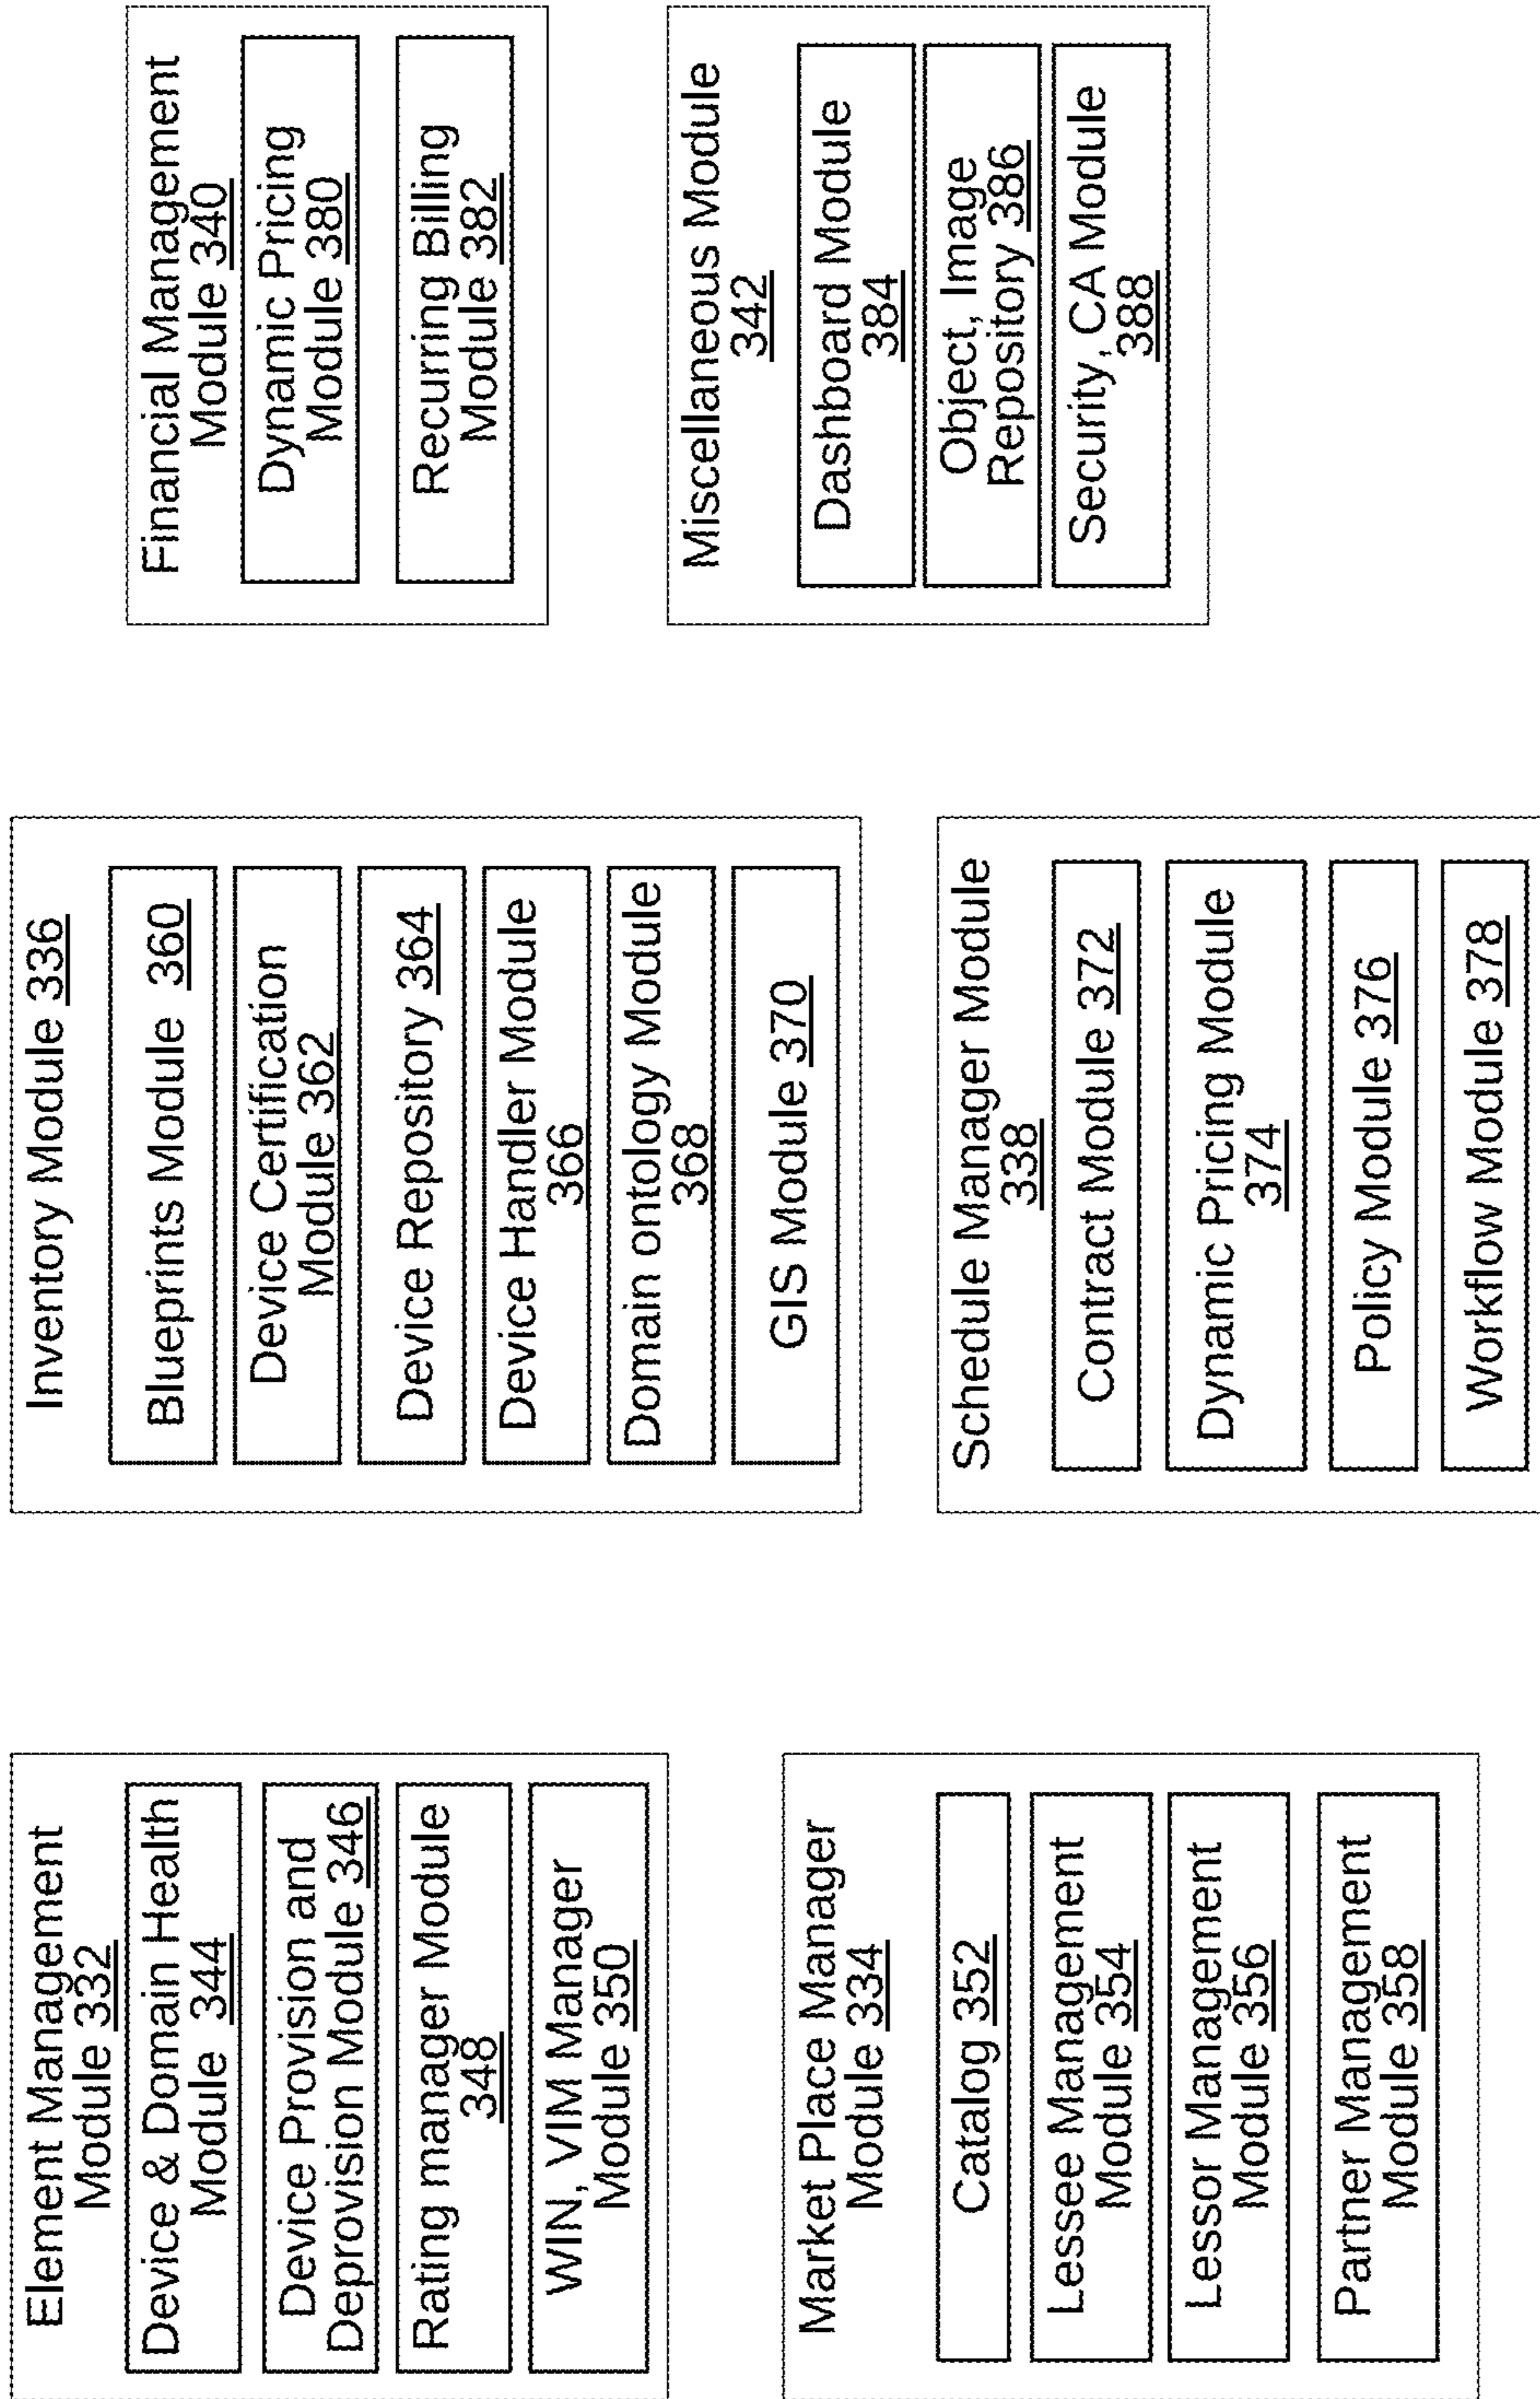 Element Management
Module 332
Device & Domain Health
Module 344
Device Provision and
Deprovision Module 346
Rating manager Module
348
WIN, VIM Manager
Module 350
Market Place Manager
Module 334
Catalog 352
Lessee Management
Module 354
Lessor Management
Module 356
Partner Management
Module 358
Inventory Module 336
Blueprints Module 360
Device Certification
Module 362
Device Repository 364
Device Handler Module
366
Domain ontology Module
368
GIS Module 370
Schedule Manager Module
338
Contract Module 372
Dynamic Pricing Module
374
Policy Module 376
Workflow Module 378
Financial Management
Module 340
Dynamic Pricing
Module 380
Recurring Billing
Module 382
Miscellaneous Module
342
Dashboard Module
384
Object, Image
Repository 386
Security, CA Module
388